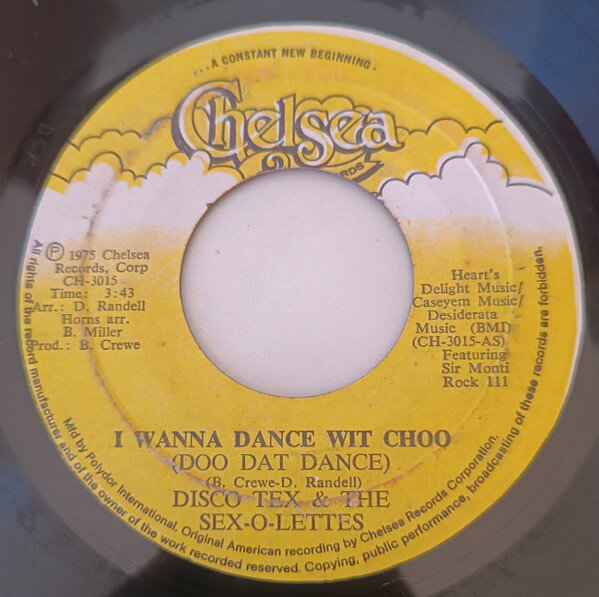 ...A CONSTANT NEW BEGINNING.
Chelsea
RECORDS
Ⓟ 1975 Chelsea
Records, Corp
CH-3015
Time: 3:43
Arr.: D. Randell
Horns arr.
B. Miller
Prod.: B. Crewe
Heart's
Delight Music/
Caseyem Music/
Desiderata
Music (BMI)
(CH-3015-AS)
Featuring
Sir Monti
Rock 111
I WANNA DANCE WIT CHOO
(DOO DAT DANCE)
(B. Crewe-D. Randell)
DISCO TEX & THE
SEX-O-LETTES
Mfd by Polydor International. Original American recording by Chelsea Records Corporation.
All rights of the record manufacturer and of the owner of the work recorded reserved. Copying, public performance, broadcasting of these records are forbidden.